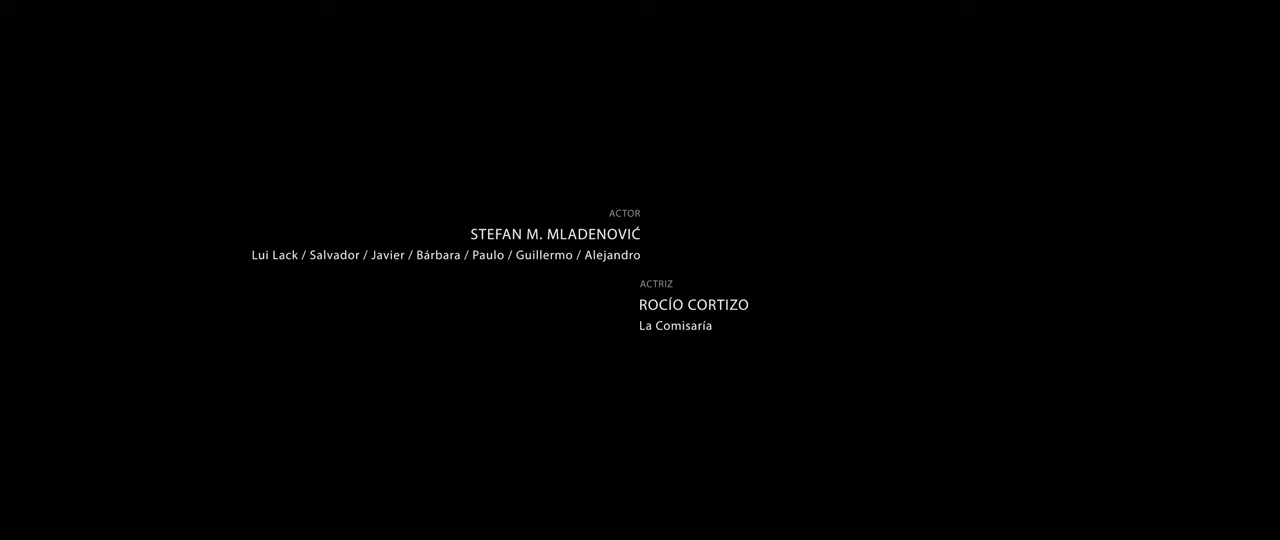 ACTOR
STEFAN M. MLADENOVIĆ
Lui Lack / Salvador / Javier / Bárbara / Paulo / Guillermo / Alejandro
ACTRIZ
ROCÍO CORTIZO
La Comisaría